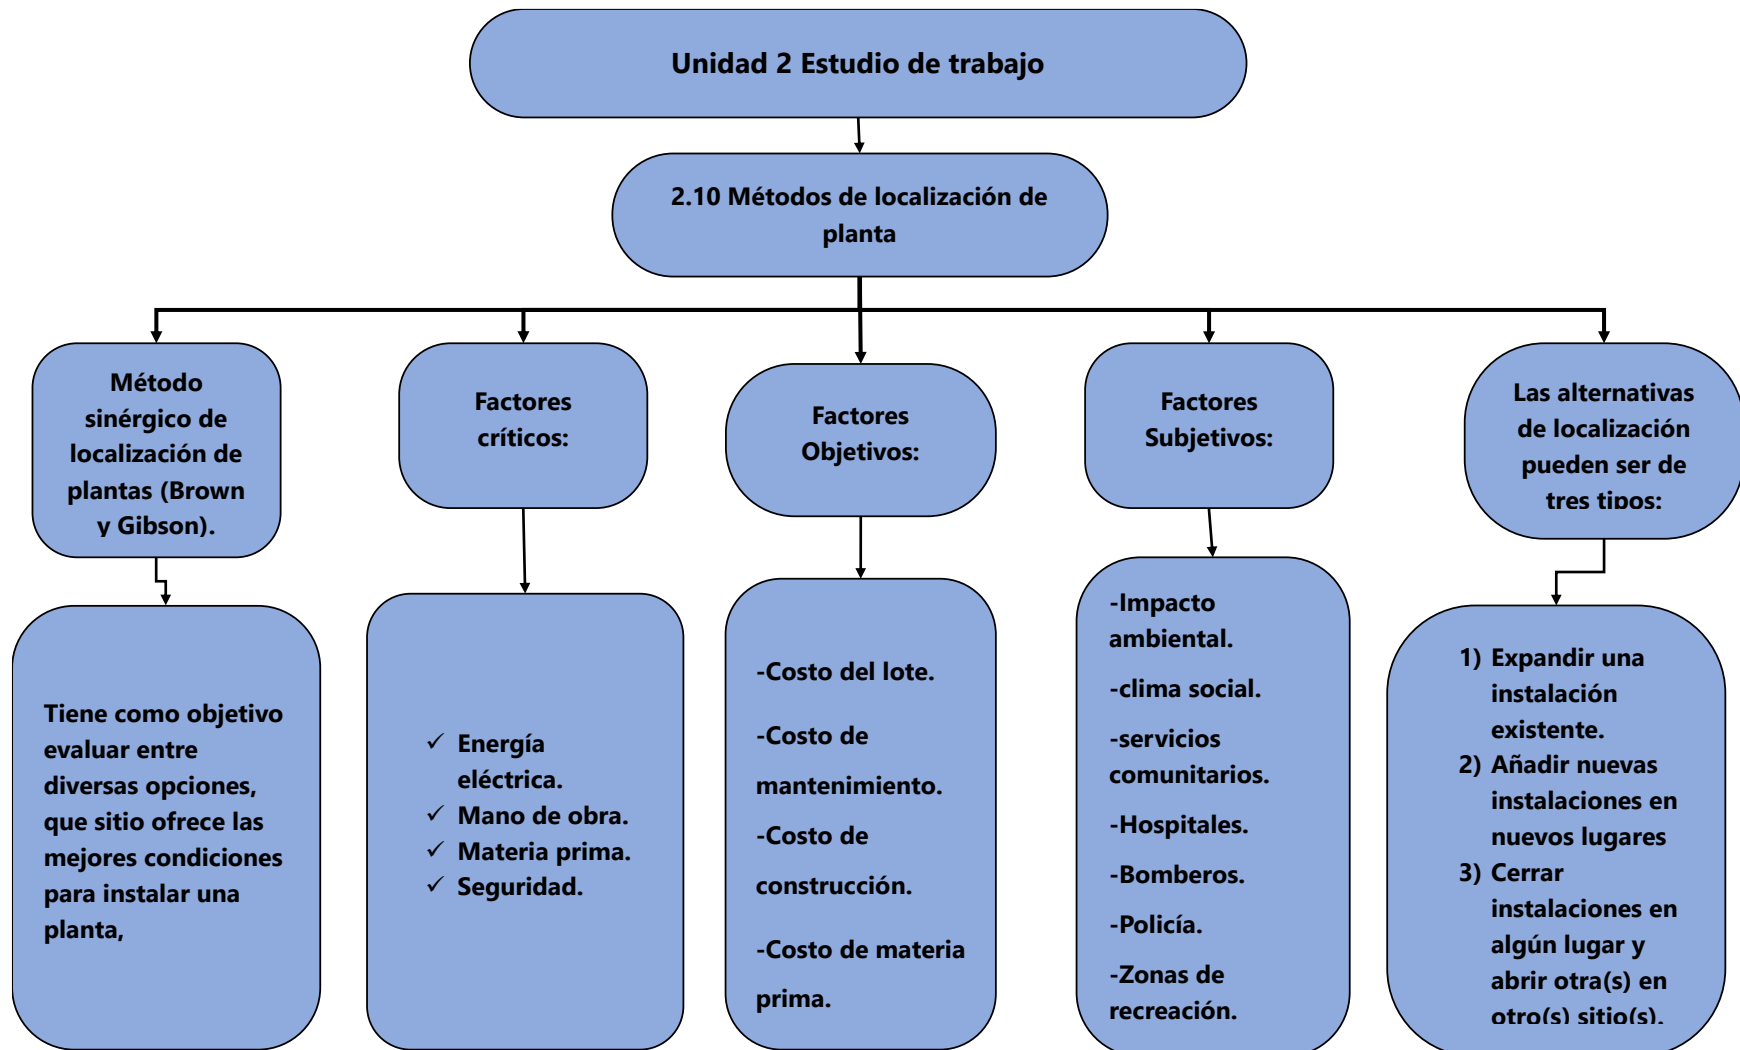 Unidad 2 Estudio de trabajo
2.10 Métodos de localización de
planta
Método
sinérgico de
localización de
plantas (Brown
y Gibson).
Factores
críticos:
Factores
Objetivos:
Factores
Subjetivos:
Las alternativas
de localización
pueden ser de
tres tipos:
Tiene como objetivo
evaluar entre
diversas opciones,
que sitio ofrece las
mejores condiciones
para instalar una
planta,
✓ Energía
eléctrica.
✓ Mano de obra.
✓ Materia prima.
✓ Seguridad.
-Costo del lote.
-Costo de
mantenimiento.
-Costo de
construcción.
-Costo de materia
prima.
-Impacto
ambiental.
-clima social.
-servicios
comunitarios.
-Hospitales.
-Bomberos.
-Policía.
-Zonas de
recreación.
1) Expandir una
instalación
existente.
2) Añadir nuevas
instalaciones en
nuevos lugares
3) Cerrar
instalaciones en
algún lugar y
abrir otra(s) en
otro(s) sitio(s).